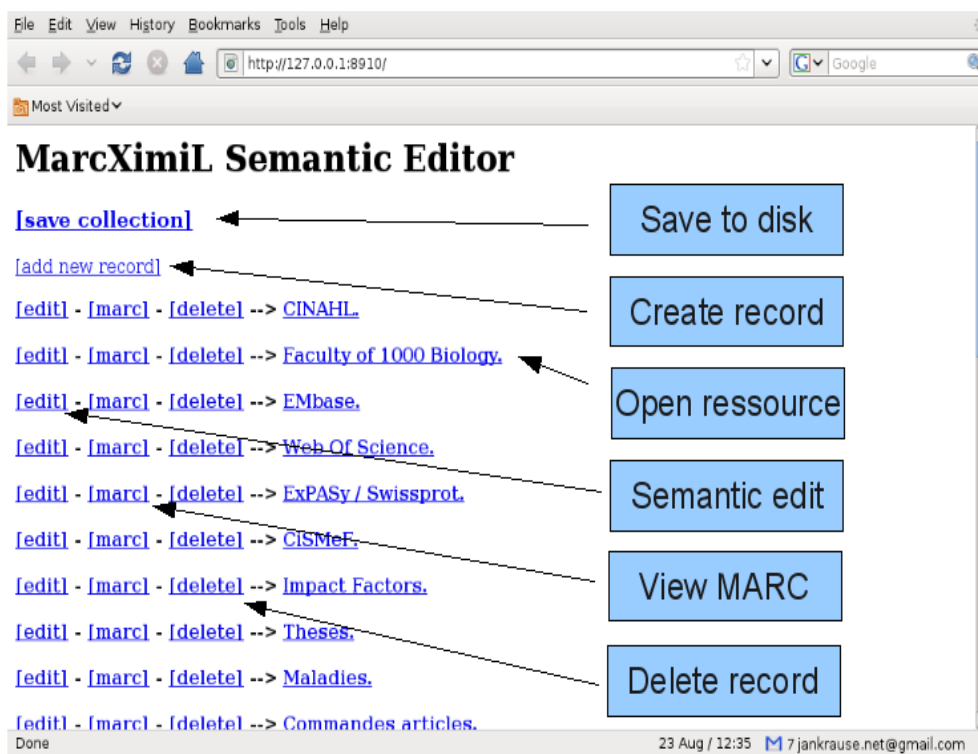 File Edit View History Bookmarks Tools Help
http://127.0.0.1:8910/ Google
Most Visited
MarcXimiL Semantic Editor
[save collection]
Save to disk
[add new record]
Create record
[edit] - [marc] - [delete] --> CINAHL.
[edit] - [marc] - [delete] --> Faculty of 1000 Biology.
Open ressource
[edit] - [marc] - [delete] --> EMbase.
[edit] - [marc] - [delete] --> Web Of Science.
Semantic edit
[edit] - [marc] - [delete] --> ExPASy / Swissprot.
[edit] - [marc] - [delete] --> CiSMeF.
View MARC
[edit] - [marc] - [delete] --> Impact Factors.
[edit] - [marc] - [delete] --> Theses.
Delete record
[edit] - [marc] - [delete] --> Maladies.
[edit] - [marc] - [delete] --> Commandes articles.
Done 23 Aug / 12:35 7 jankrause.net@gmail.com